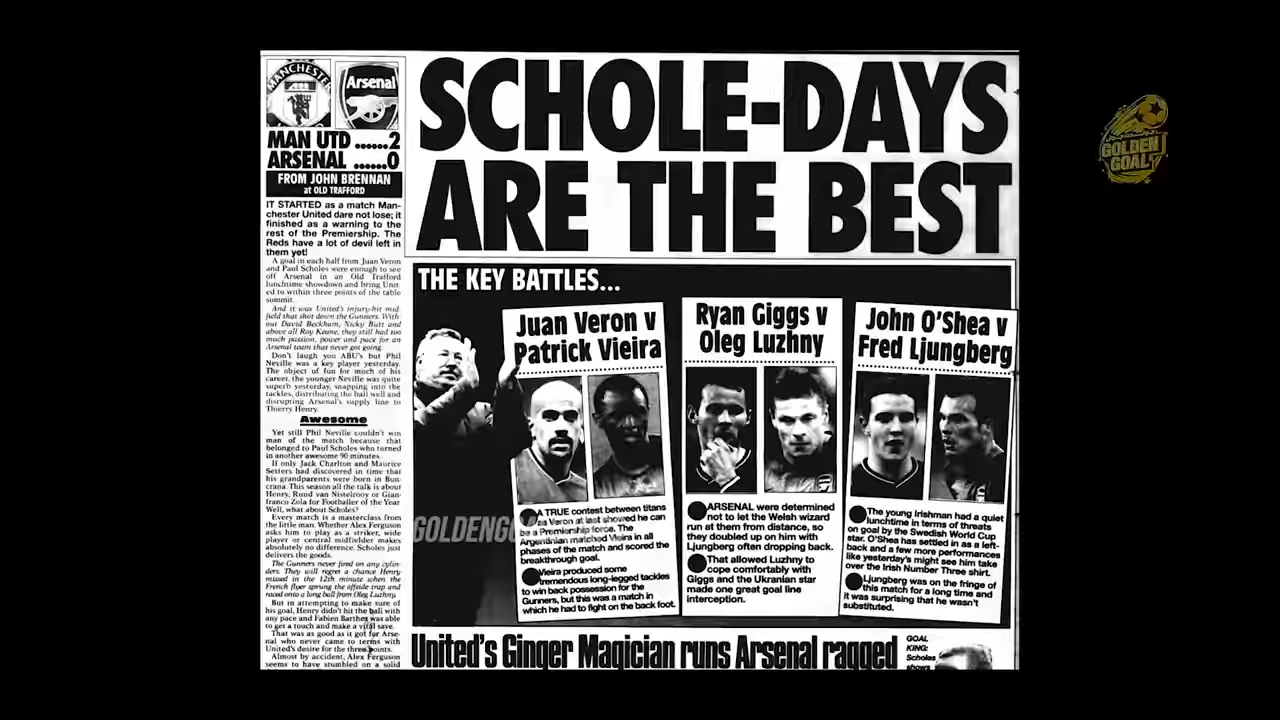 MANCHESTER
Arsenal
MAN UTD ......2
ARSENAL ......0
FROM JOHN BRENNAN
at OLD TRAFFORD
IT STARTED as a match Man-
chester United dare not lose; it
finished as a warning to the
rest of the Premiership. The
Reds have a lot of devil left in
them yet!
A goal in each half from Juan Veron
and Paul Scholes were enough to see
off Arsenal in an Old Trafford
lunchtime showdown and bring Unit-
ed to within three points of the table
summit.
And it was United's injury-hit mid-
field that shot down the Gunners. With-
out David Beckham, Nicky Butt and
above all Roy Keane, they still had too
much passion, power and pace for an
Arsenal team that never got going.
Don't laugh you ABU's but Phil
Neville was a key player yesterday.
The object of fun for much of his
career, the younger Neville was quite
superb yesterday, snapping into the
tackles, distributing the ball well and
disrupting Arsenal's supply line to
Thierry Henry.
Awesome
Yet still Phil Neville couldn't win
man of the match because that
belonged to Paul Scholes who turned
in another awesome 90 minutes.
If only Jack Charlton and Maurice
Setters had discovered in time that
his grandparents were born in Bun-
crana. This season all the talk is about
Henry, Ruud van Nistelrooy or Gian-
franco Zola for Footballer of the Year
Well, what about Scholes?
Every match is a masterclass from
the little man. Whether Alex Ferguson
asks him to play as a striker, wide
player or central midfielder makes
absolutely no difference. Scholes just
delivers the goods.
The Gunners never fired on any cylin-
ders. They will regret a chance Henry
missed in the 12th minute when the
French flyer sprung the offside trap and
raced onto a long ball from Oleg Luzhny.
But in attempting to make sure of
his goal, Henry didn't hit the ball with
any pace and Fabien Barthez was able
to get a touch and make a vital save.
That was as good as it got for Arse-
nal who never came to terms with
United's desire for the three points.
Almost by accident, Alex Ferguson
seems to have stumbled on a solid
SCHOLE-DAYS
ARE THE BEST
THE KEY BATTLES...
Juan Veron v
Patrick Vieira
A TRUE contest between titans
as Veron at last showed he can
be a Premiership force. The
Argentinian matched Vieira in all
phases of the match and scored the
breakthrough goal.
Vieira produced some
tremendous long-legged tackles
to win back possession for the
Gunners, but this was a match in
which he had to fight on the back foot.
Ryan Giggs v
Oleg Luzhny
ARSENAL were determined
not to let the Welsh wizard
run at them from distance, so
they doubled up on him with
Ljungberg often dropping back.
That allowed Luzhny to
cope comfortably with
Giggs and the Ukranian star
made one great goal line
interception.
John O'Shea v
Fred Ljungberg
The young Irishman had a quiet
lunchtime in terms of threats
on goal by the Swedish World Cup
star. O'Shea has settled in as a left-
back and a few more performances
like yesterday's might see him take
over the Irish Number Three shirt.
Ljungberg was on the fringe of
this match for a long time and
it was surprising that he wasn't
substituted.
GOLDENGO
United's Ginger Magician runs Arsenal ragged
GOAL
KING:
Scholes
shows
GOLDEN
GOAL